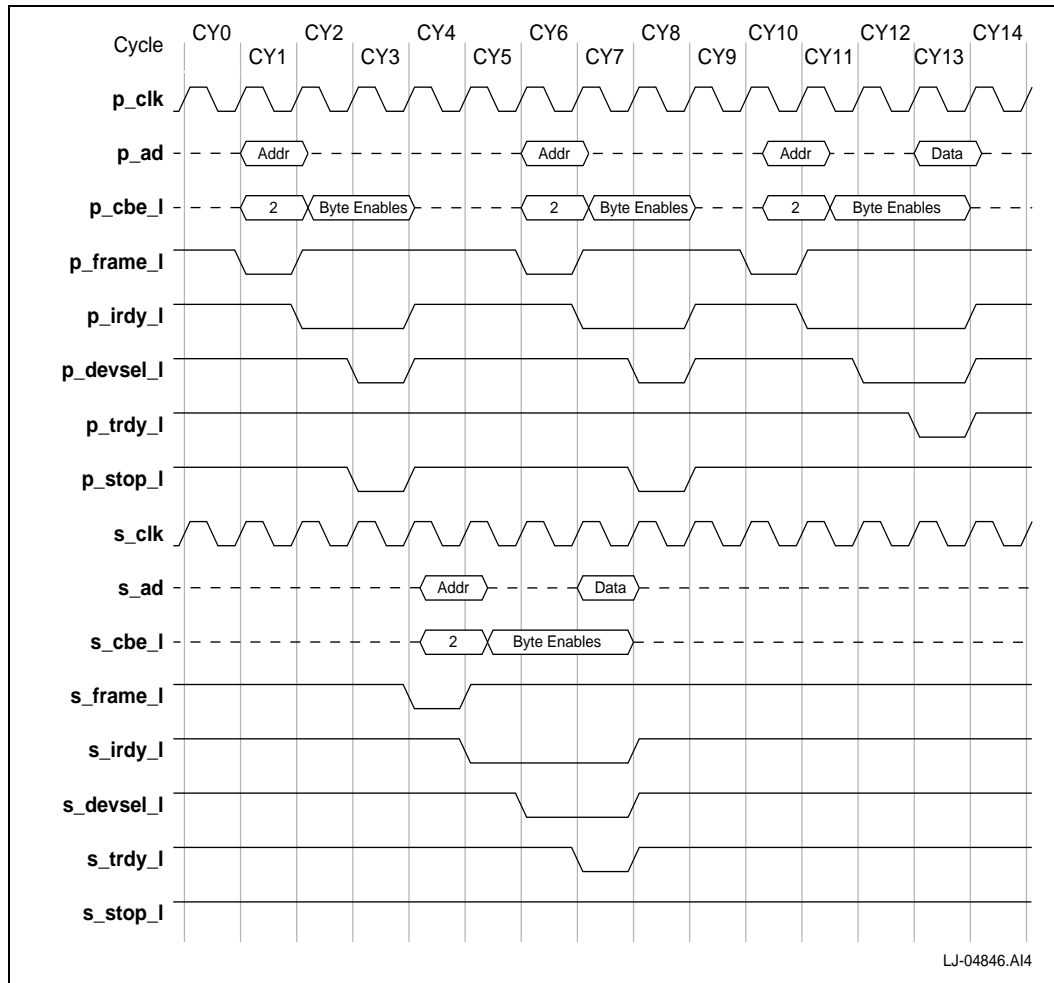 Cycle CY0 CY1 CY2 CY3 CY4 CY5 CY6 CY7 CY8 CY9 CY10 CY11 CY12 CY13 CY14
p_clk
p_ad Addr Addr Addr Data
p_cbe_l 2 Byte Enables 2 Byte Enables 2 Byte Enables
p_frame_l
p_irdy_l
p_devsel_l
p_trdy_l
p_stop_l
s_clk
s_ad Addr Data
s_cbe_l 2 Byte Enables
s_frame_l
s_irdy_l
s_devsel_l
s_trdy_l
s_stop_l
LJ-04846.AI4